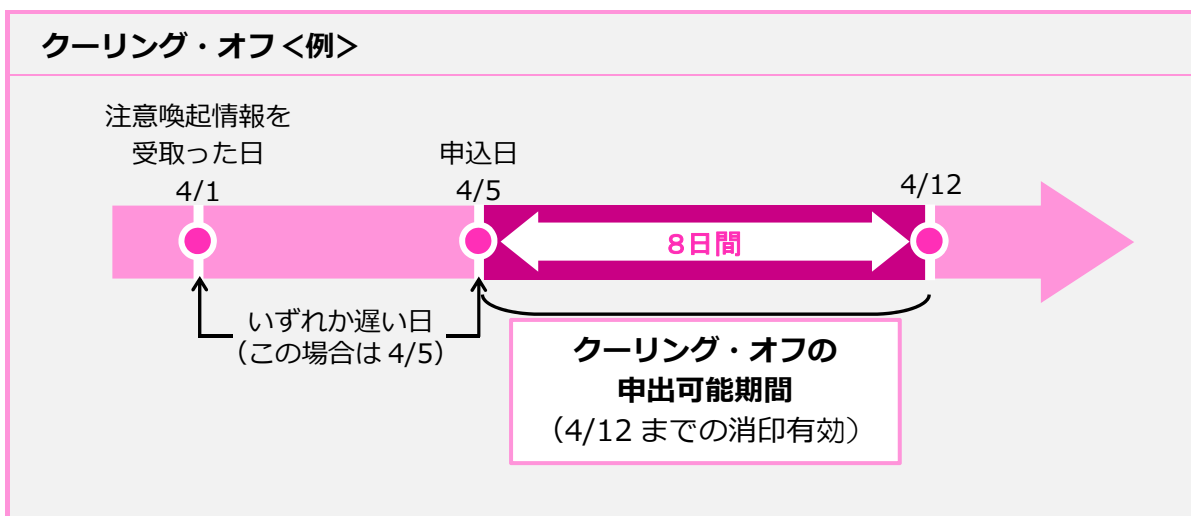 クーリング・オフ＜例＞
注意喚起情報を
受取った日
4/1
申込日
4/5
4/12
８日間
いずれか遅い日
（この場合は 4/5）
クーリング・オフの
申出可能期間
（4/12 までの消印有効）